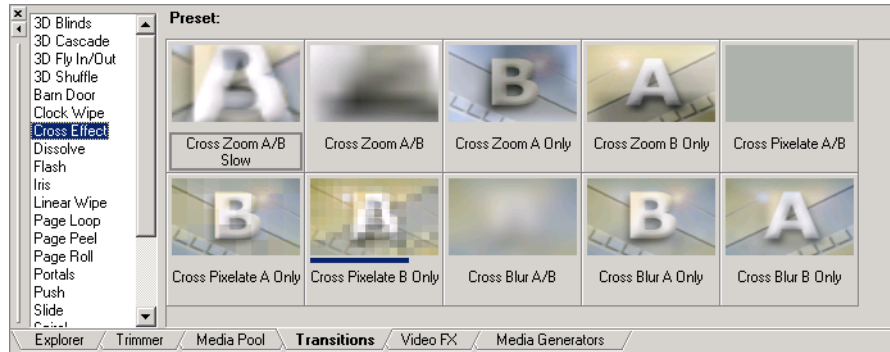 Preset:
3D Blinds
3D Cascade
3D Fly In/Out
3D Shuffle
Barn Door
Clock Wipe
Cross Effect
Dissolve
Flash
Iris
Linear Wipe
Page Loop
Page Peel
Page Roll
Portals
Push
Slide
A
B
A
Cross Zoom A/B
Slow
Cross Zoom A/B
Cross Zoom A Only
Cross Zoom B Only
Cross Pixelate A/B
B
A
B
A
Cross Pixelate A Only
Cross Pixelate B Only
Cross Blur A/B
Cross Blur A Only
Cross Blur B Only
Explorer
Trimmer
Media Pool
Transitions
Video FX
Media Generators